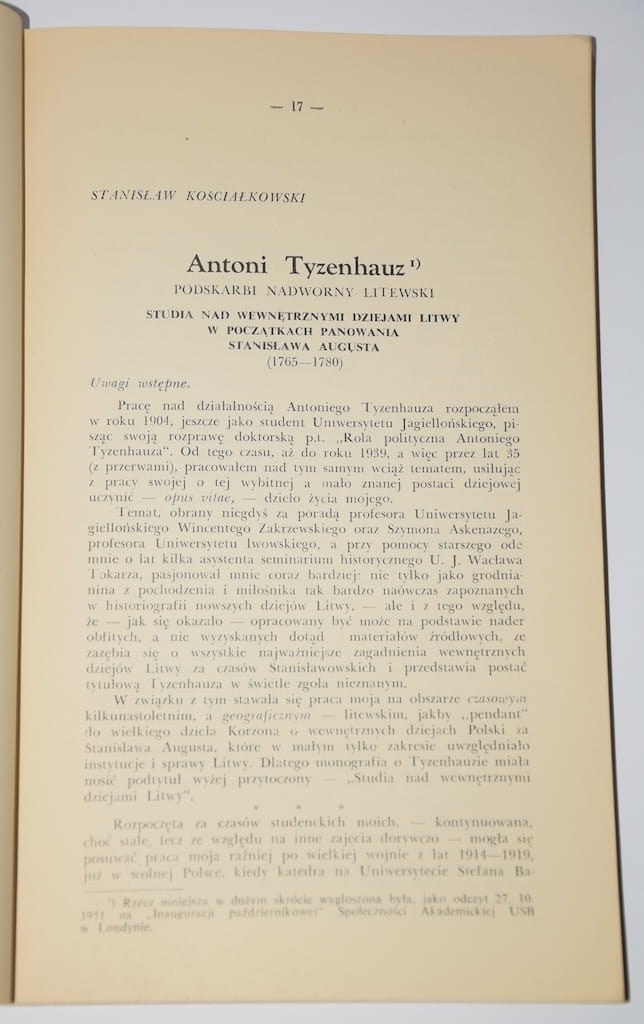 — 17 —
STANISŁAW KOŚCIAŁKOWSKI
Antoni Tyzenhauz ¹)
PODSKARBI NADWORNY LITEWSKI
STUDIA NAD WEWNĘTRZNYMI DZIEJAMI LITWY
W POCZĄTKACH PANOWANIA
STANISŁAWA AUGUSTA
(1765—1780)
Uwagi wstępne.
Pracę nad działalnością Antoniego Tyzenhauza rozpocząłem
w roku 1904, jeszcze jako student Uniwersytetu Jagiellońskiego, pi-
sząc swoją rozprawę doktorską p.t. „Rola polityczna Antoniego
Tyzenhauza“. Od tego czasu, aż do roku 1939, a więc przez lat 35
(z przerwami), pracowałem nad tym samym wciąż tematem, usiłując
z pracy swojej o tej wybitnej a mało znanej postaci dziejowej
uczynić — opus vitae, — dzieło życia mojego.
Temat, obrany niegdyś za poradą profesora Uniwersytetu Ja-
giellońskiego Wincentego Zakrzewskiego oraz Szymona Askenazego,
profesora Uniwersytetu lwowskiego, a przy pomocy starszego ode
mnie o lat kilka asystenta seminarium historycznego U. J. Wacława
Tokarza, pasjonował mnie coraz bardziej: nie tylko jako grodnia-
nina z pochodzenia i miłośnika tak bardzo naówczas zapoznanych
w historiografii nowszych dziejów Litwy, — ale i z tego względu,
że — jak się okazało — opracowany być może na podstawie nader
obfitych, a nie wyzyskanych dotąd materiałów źródłowych, ze
zazębia się o wszystkie najważniejsze zagadnienia wewnętrznych
dziejów Litwy za czasów Stanisławowskich i przedstawia postać
tytułową Tyzenhauza w świetle zgoła nieznanym.
W związku z tym stawała się praca moja na obszarze czasowym
kilkunastoletnim, a geograficznym — litewskim, jakby „pendant“
do wielkiego dzieła Korzona o wewnętrznych dziejach Polski za
Stanisława Augusta, które w małym tylko zakresie uwzględniało
instytucje i sprawy Litwy. Dlatego monografia o Tyzenhauzie miała
nosić podtytuł wyżej przytoczony — „Studia nad wewnętrznymi
dziejami Litwy“.
* * *
Rozpoczęta za czasów studenckich moich, — kontynuowana,
choć stale, lecz ze względu na inne zajęcia dorywczo — mogła się
posuwać praca moja raźniej po wielkiej wojnie z lat 1914—1919,
już w wolnej Polsce, kiedy katedra na Uniwersytecie Stefana Ba-
¹) Rzecz niniejsza w dużym skrócie wygłoszona była, jako odczyt 27. 10.
1951 na „Inauguracji październikowej“ Społeczności Akademickiej USB
w Londynie.